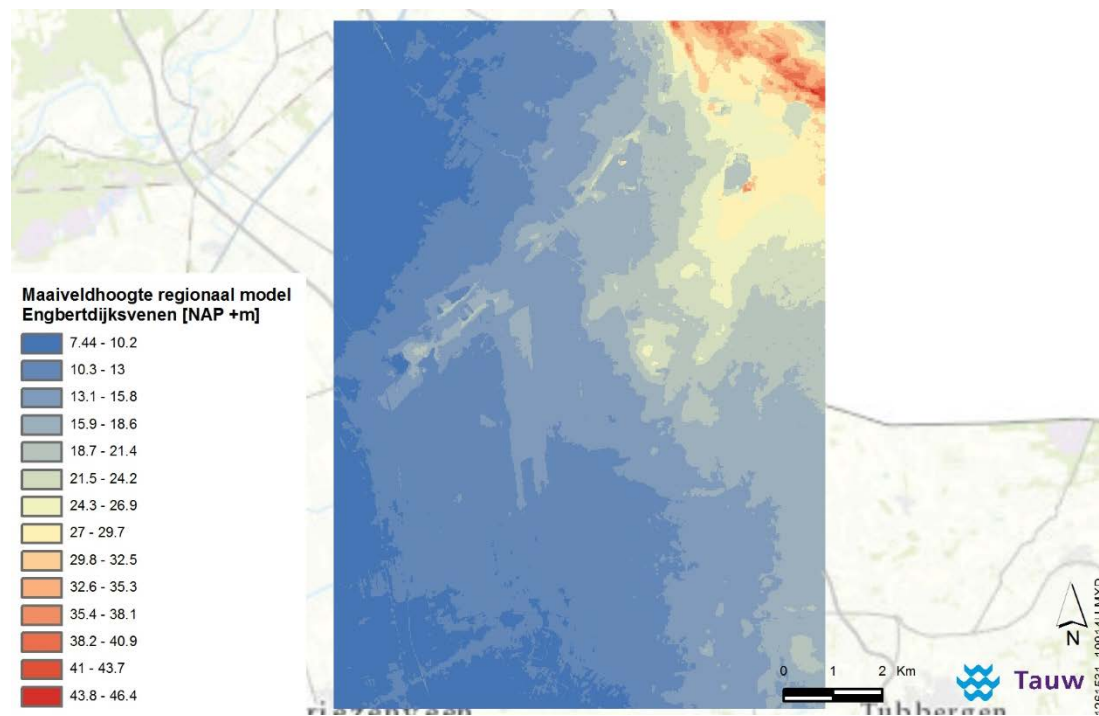 Maaiveldhoogte regionaal model
Engbertdijksvenen [NAP +m]
7.44 - 10.2
10.3 - 13
13.1 - 15.8
15.9 - 18.6
18.7 - 21.4
21.5 - 24.2
24.3 - 26.9
27 - 29.7
29.8 - 32.5
32.6 - 35.3
35.4 - 38.1
38.2 - 40.9
41 - 43.7
43.8 - 46.4
0 1 2 Km
N
Tauw
Tubbergen